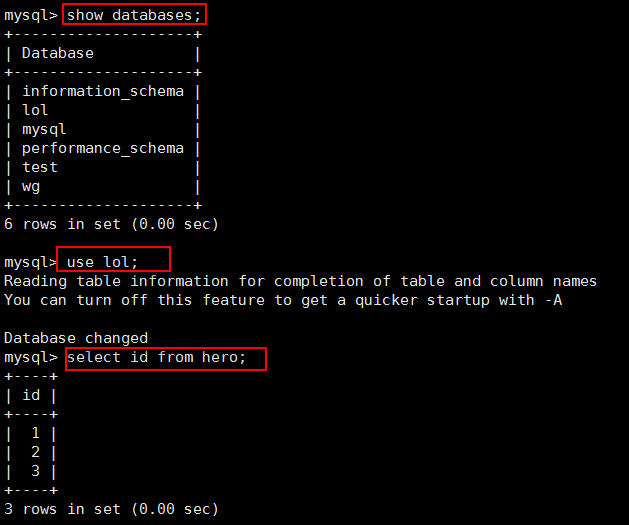 mysql> show databases;
+--------------------+
| Database           |
+--------------------+
| information_schema |
| lol                |
| mysql              |
| performance_schema |
| test               |
| wg                 |
+--------------------+
6 rows in set (0.00 sec)

mysql> use lol;
Reading table information for completion of table and column names
You can turn off this feature to get a quicker startup with -A

Database changed
mysql> select id from hero;
+----+
| id |
+----+
|  1 |
|  2 |
|  3 |
+----+
3 rows in set (0.00 sec)